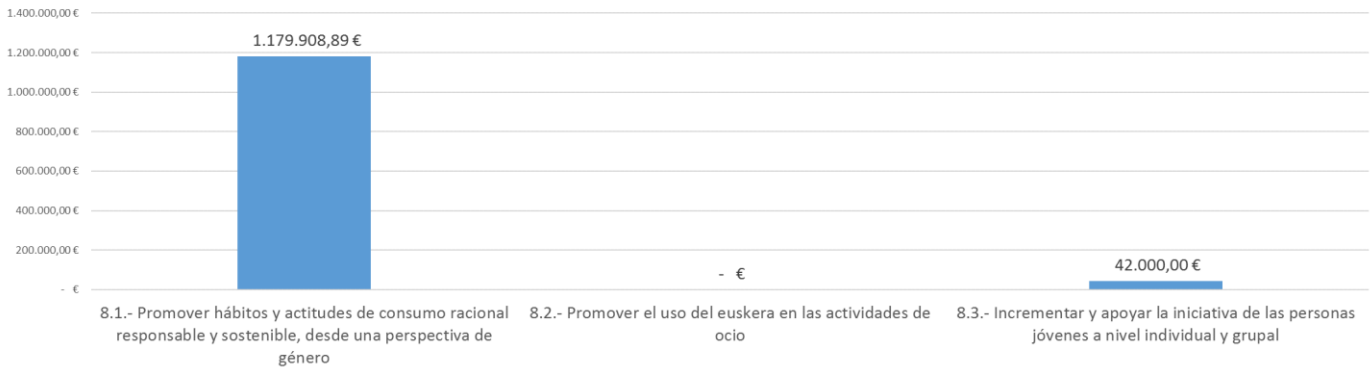 1.400.000,00 €
1.200.000,00 €
1.000.000,00 €
800.000,00 €
600.000,00 €
400.000,00 €
200.000,00 €
- €
1.179.908,89 €
- €
42.000,00 €
8.1.- Promover hábitos y actitudes de consumo racional
responsable y sostenible, desde una perspectiva de
género
8.2.- Promover el uso del euskera en las actividades de
ocio
8.3.- Incrementar y apoyar la iniciativa de las personas
jóvenes a nivel individual y grupal